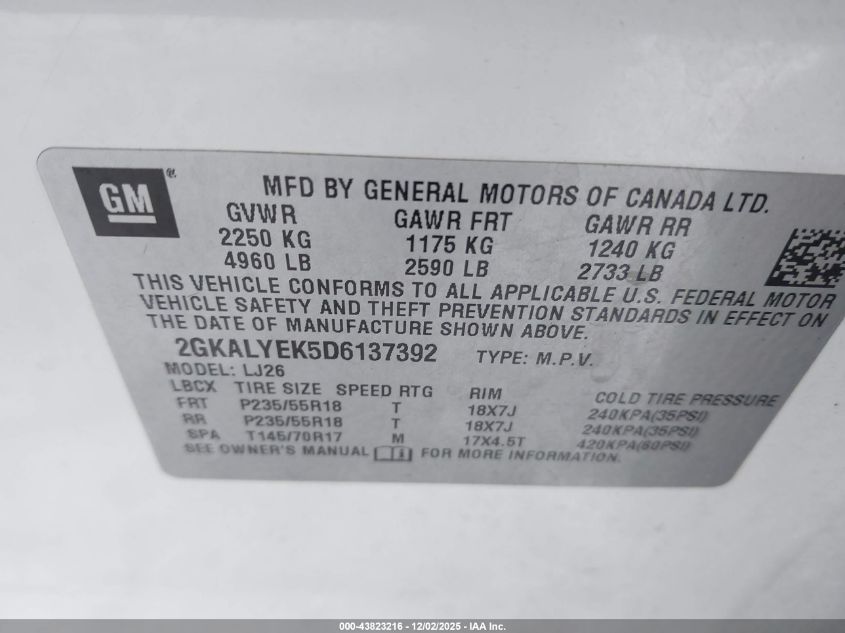 GM ®
MFD BY GENERAL MOTORS OF CANADA LTD.
GVWR GAWR FRT GAWR RR
2250 KG 1175 KG 1240 KG
4960 LB 2590 LB 2733 LB
THIS VEHICLE CONFORMS TO ALL APPLICABLE U.S. FEDERAL MOTOR
VEHICLE SAFETY AND THEFT PREVENTION STANDARDS IN EFFECT ON
THE DATE OF MANUFACTURE SHOWN ABOVE.
2GKALYEK5D6137392 TYPE: M.P.V.
MODEL: LJ26
LBCX TIRE SIZE SPEED RTG RIM COLD TIRE PRESSURE
FRT P235/55R18 T 18X7J 240KPA(35PSI)
RR P235/55R18 T 18X7J 240KPA(35PSI)
SPA T145/70R17 M 17X4.5T 420KPA(60PSI)
SEE OWNER'S MANUAL FOR MORE INFORMATION.
000-43823216 - 12/02/2025 - IAA Inc.